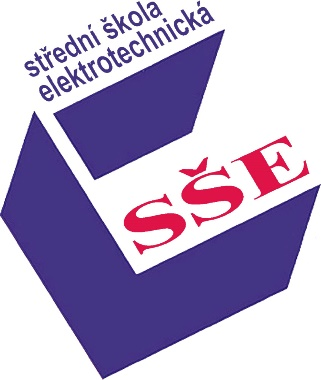 střední škola
elektrotechnická
SŠE